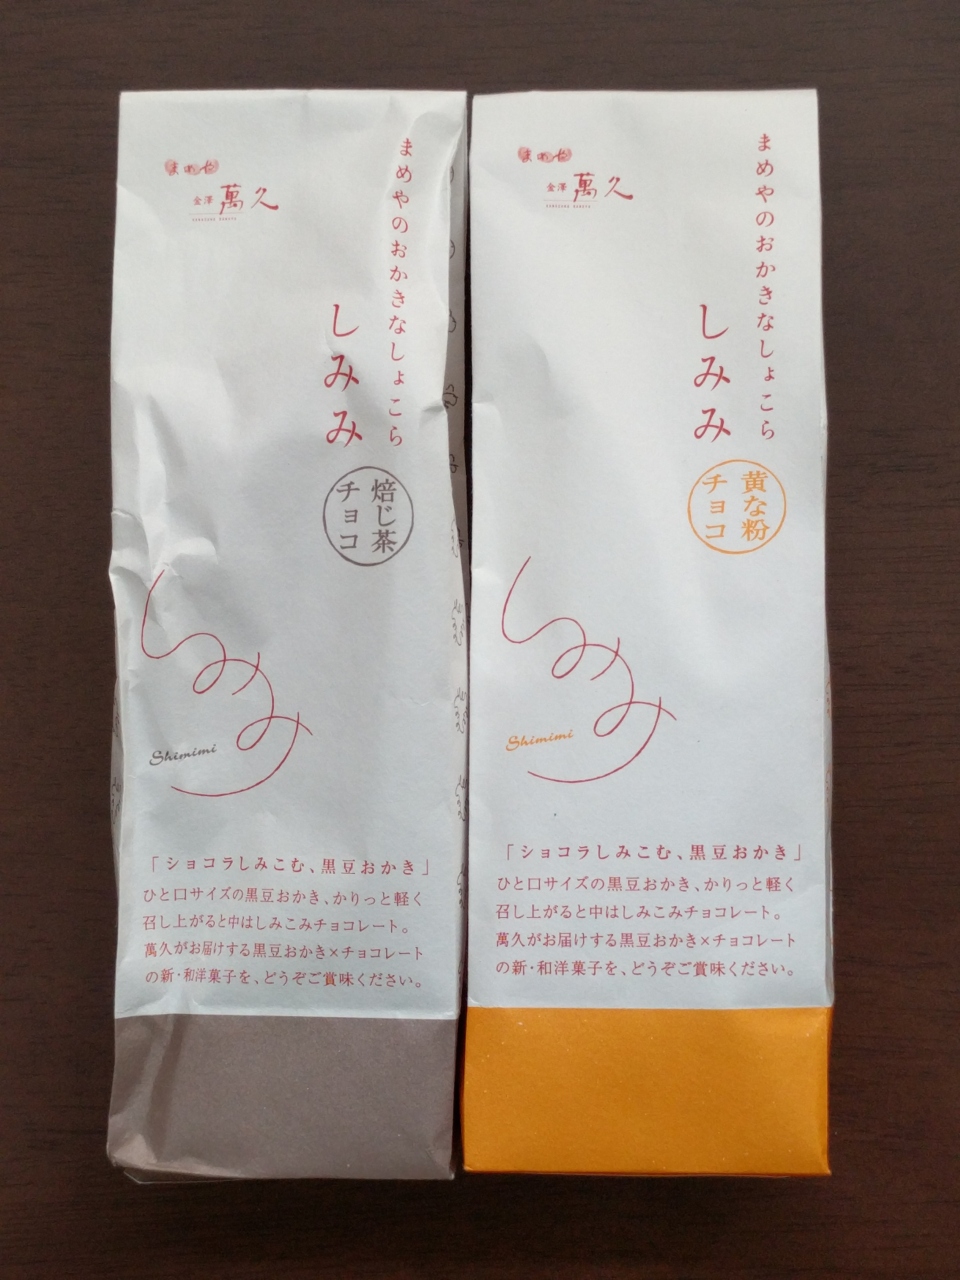 まめや
金澤 萬久
まめやのおかきなしょこら
しみみ
焙じ茶
チョコ
しみみ
Shimimi
「ショコラしみこむ、黒豆おかき」
ひと口サイズの黒豆おかき、かりっと軽く
召し上がると中はしみこみチョコレート。
萬久がお届けする黒豆おかき×チョコレート
の新・和洋菓子を、どうぞご賞味ください。
まめや
金澤 萬久
まめやのおかきなしょこら
しみみ
黄な粉
チョコ
しみみ
Shimimi
「ショコラしみこむ、黒豆おかき」
ひと口サイズの黒豆おかき、かりっと軽く
召し上がると中はしみこみチョコレート。
萬久がお届けする黒豆おかき×チョコレート
の新・和洋菓子を、どうぞご賞味ください。